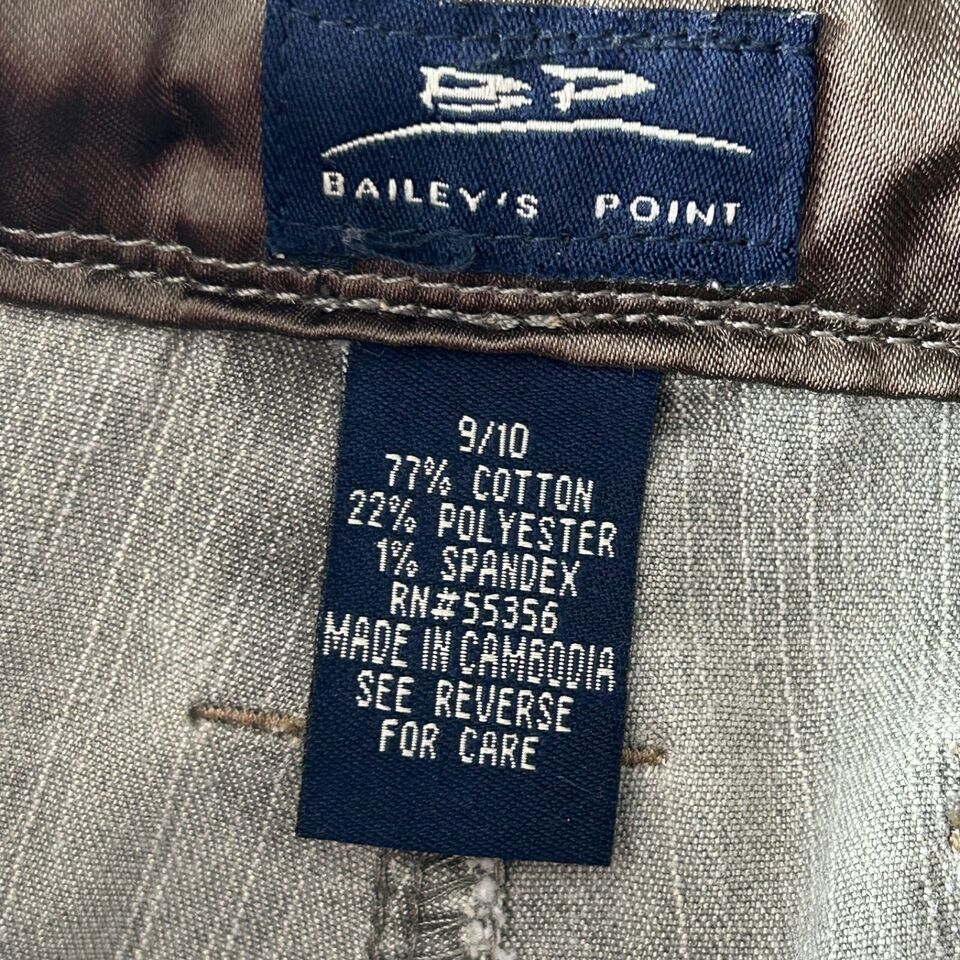 BP
BAILEY'S POINT
9/10
77% COTTON
22% POLYESTER
1% SPANDEX
RN#55356
MADE IN CAMBODIA
SEE REVERSE
FOR CARE